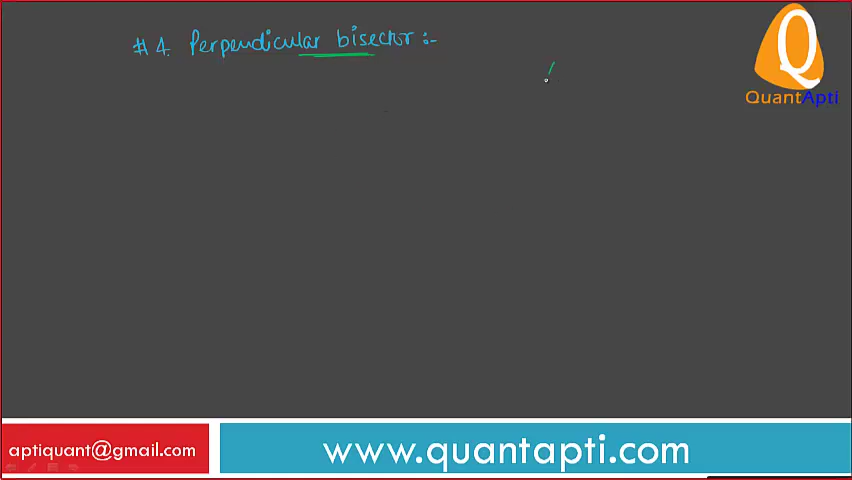 #4. Perpendicular bisector :-
Q
QuantApti
aptiquant@gmail.com
www.quantapti.com